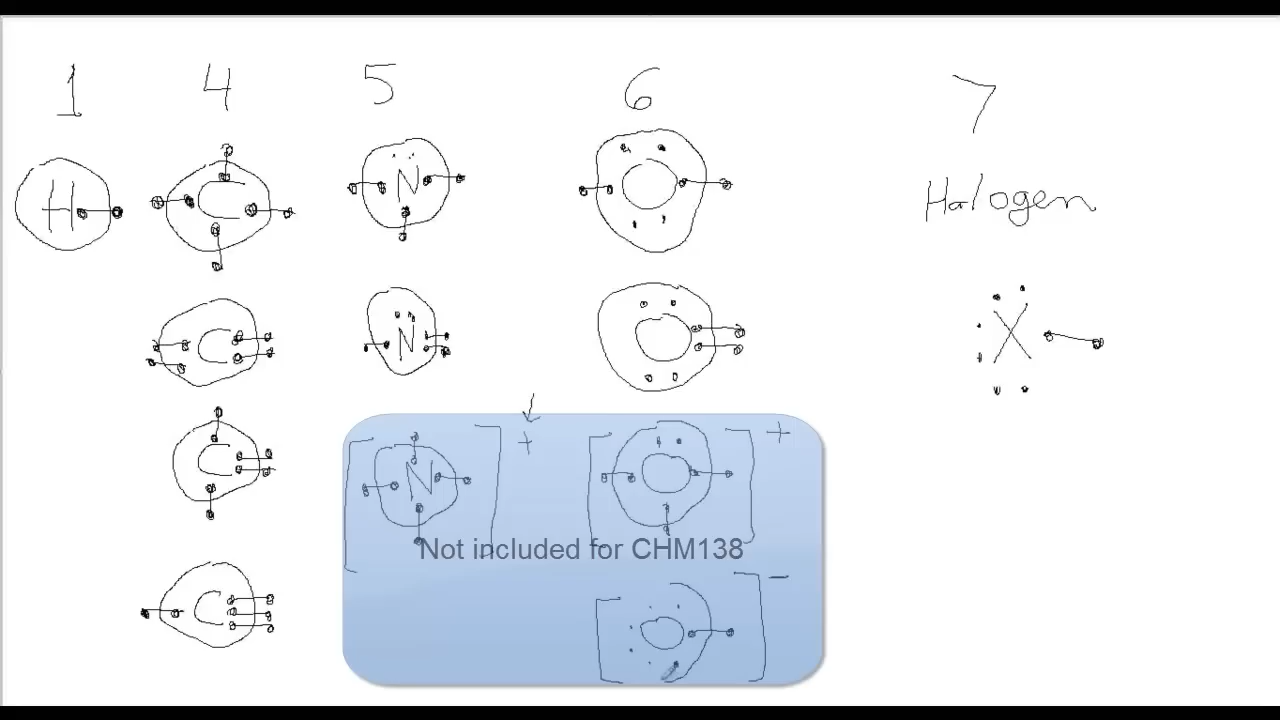 1 4 5 6 7
H C N O Halogen
C N O X
C
[N]+ [O]+
Not included for CHM138
C [O]-